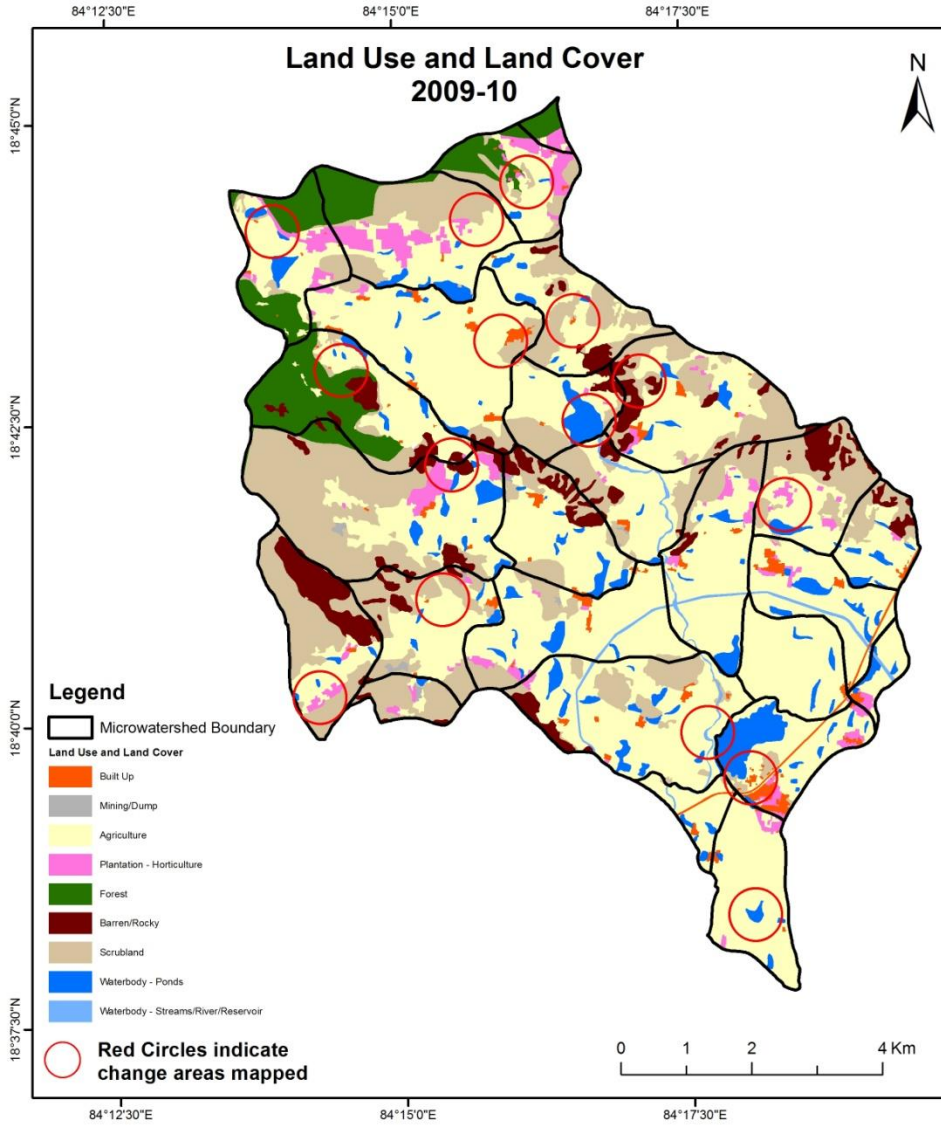 84°12'30"E 84°15'0"E 84°17'30"E
Land Use and Land Cover
2009-10
N
18°45'0"N
18°42'30"N
18°40'0"N
18°37'30"N
18°45'0"N
Legend
Microwatershed Boundary
Land Use and Land Cover
Built Up
Mining/Dump
Agriculture
Plantation - Horticulture
Forest
Barren/Rocky
Scrubland
Waterbody - Ponds
Waterbody - Streams/River/Reservoir
Red Circles indicate
change areas mapped
0 1 2 4 Km
84°12'30"E 84°15'0"E 84°17'30"E